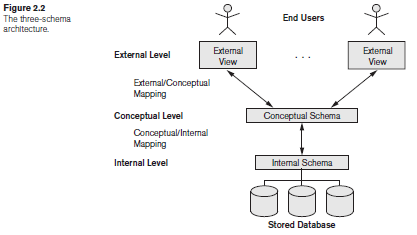 Figure 2.2
The three-schema
architecture.
End Users
External Level
External
View
. . .
External
View
External/Conceptual
Mapping
Conceptual Level
Conceptual Schema
Conceptual/Internal
Mapping
Internal Level
Internal Schema
Stored Database